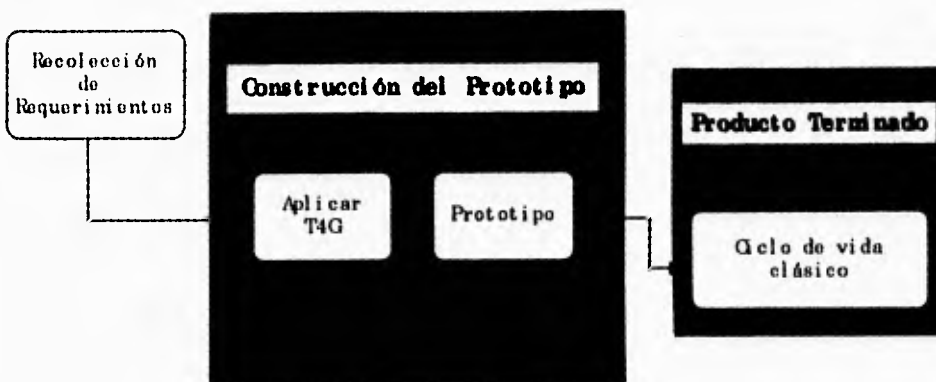 Recolección
de
Requerimientos
Construcción del Prototipo
Aplicar
T4G
Prototipo
Producto Terminado
Ciclo de vida
clásico